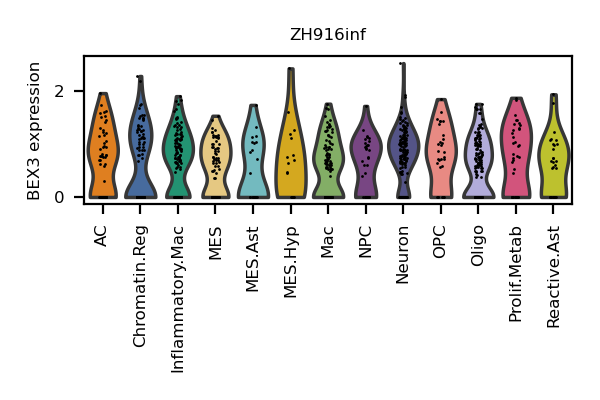 ZH916inf
BEX3 expression
2
0
AC
Chromatin.Reg
Inflammatory.Mac
MES
MES.Ast
MES.Hyp
Mac
NPC
Neuron
OPC
Oligo
Prolif.Metab
Reactive.Ast